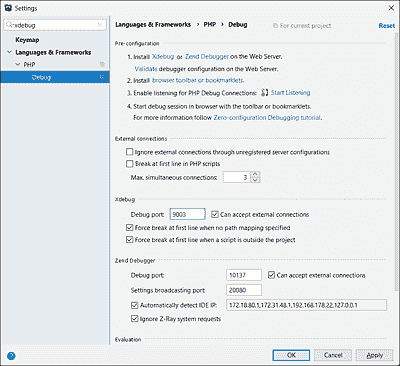 Settings
xdebug
Keymap
Languages & Frameworks
PHP
Debug
Languages & Frameworks › PHP › Debug
For current project
Reset
Pre-configuration
1. Install Xdebug or Zend Debugger on the Web Server.
Validate debugger configuration on the Web Server.
2. Install browser toolbar or bookmarklets.
3. Enable listening for PHP Debug Connections: Start Listening
4. Start debug session in browser with the toolbar or bookmarklets.
For more information follow Zero-configuration Debugging tutorial.
External connections
Ignore external connections through unregistered server configurations
Break at first line in PHP scripts
Max. simultaneous connections: 3
Xdebug
Debug port: 9003 Can accept external connections
Force break at first line when no path mapping specified
Force break at first line when a script is outside the project
Zend Debugger
Debug port: 10137 Can accept external connections
Settings broadcasting port: 20080
Automatically detect IDE IP: 172.18.80.1,172.31.48.1,192.168.178.22,127.0.0.1
Ignore Z-Ray system requests
Evaluation
?
OK
Cancel
Apply